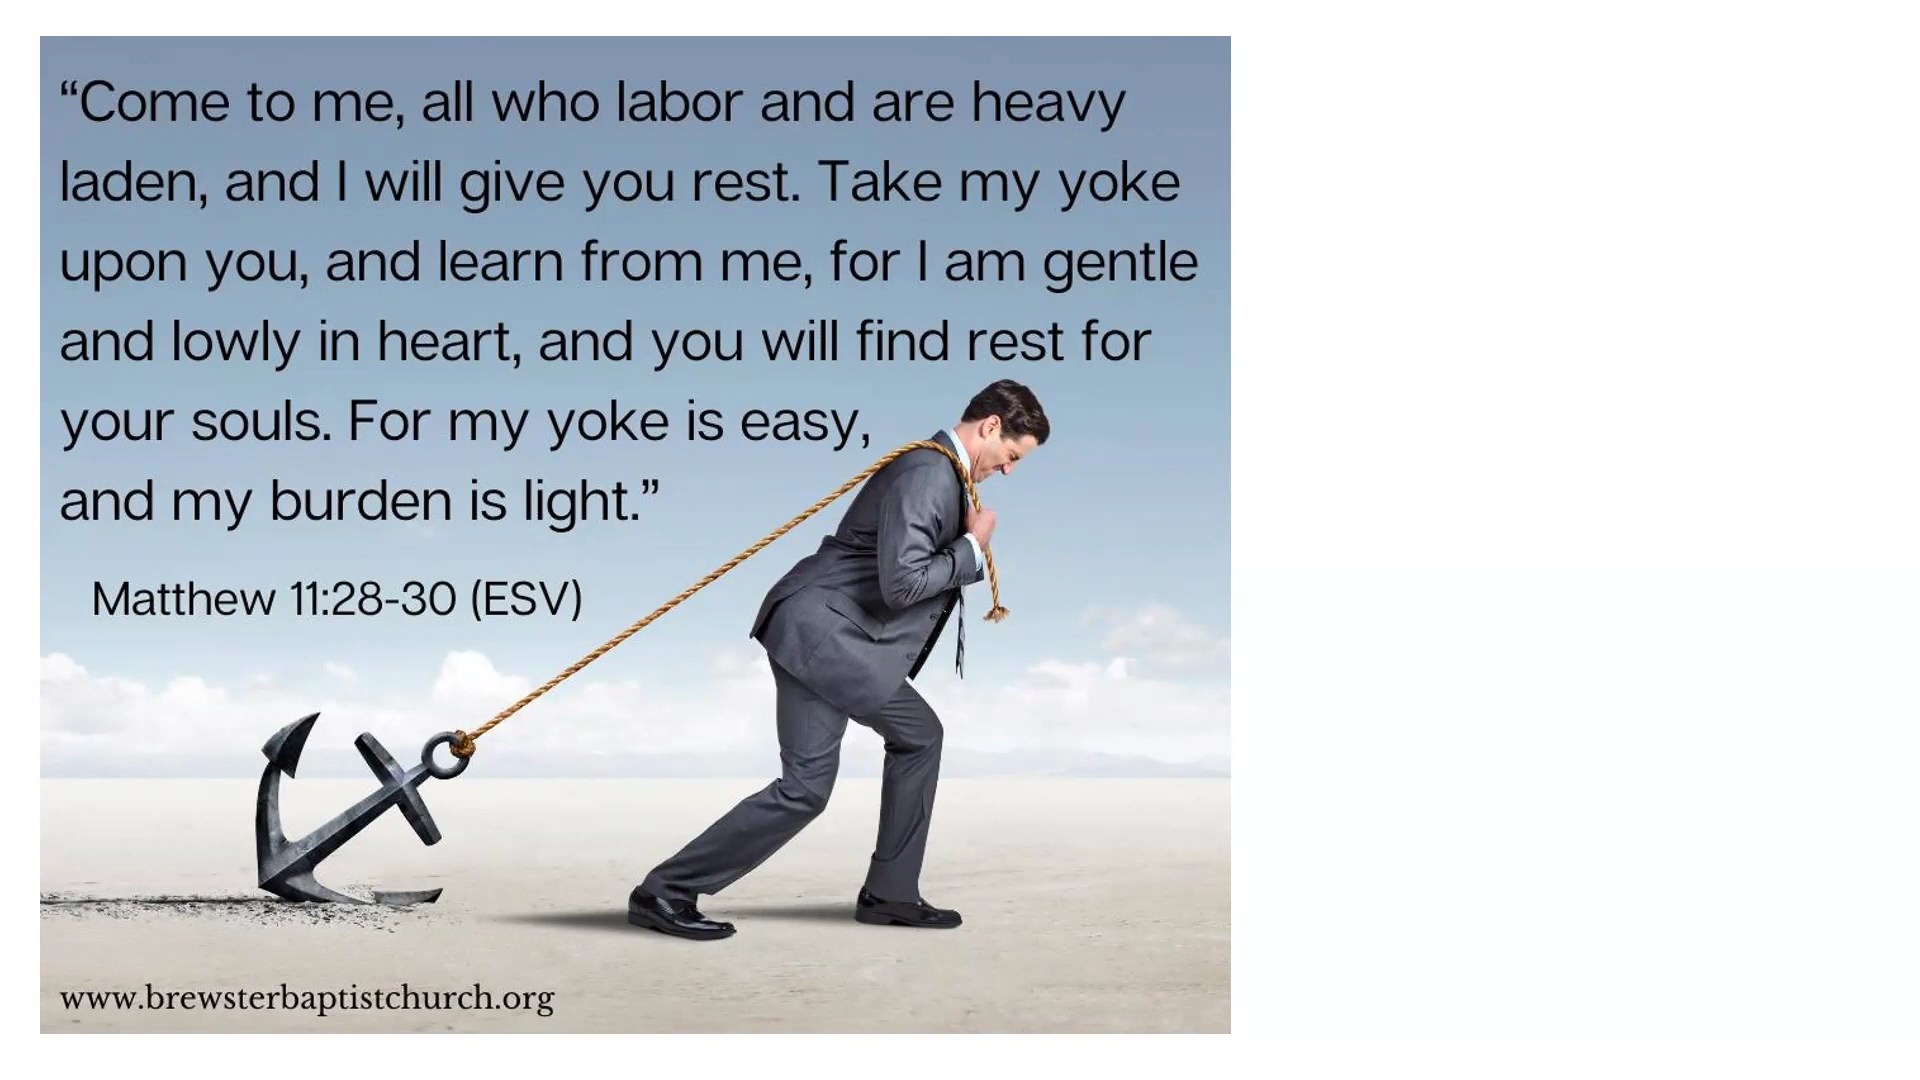 “Come to me, all who labor and are heavy
laden, and I will give you rest. Take my yoke
upon you, and learn from me, for I am gentle
and lowly in heart, and you will find rest for
your souls. For my yoke is easy,
and my burden is light.”
Matthew 11:28-30 (ESV)
www.brewsterbaptistchurch.org